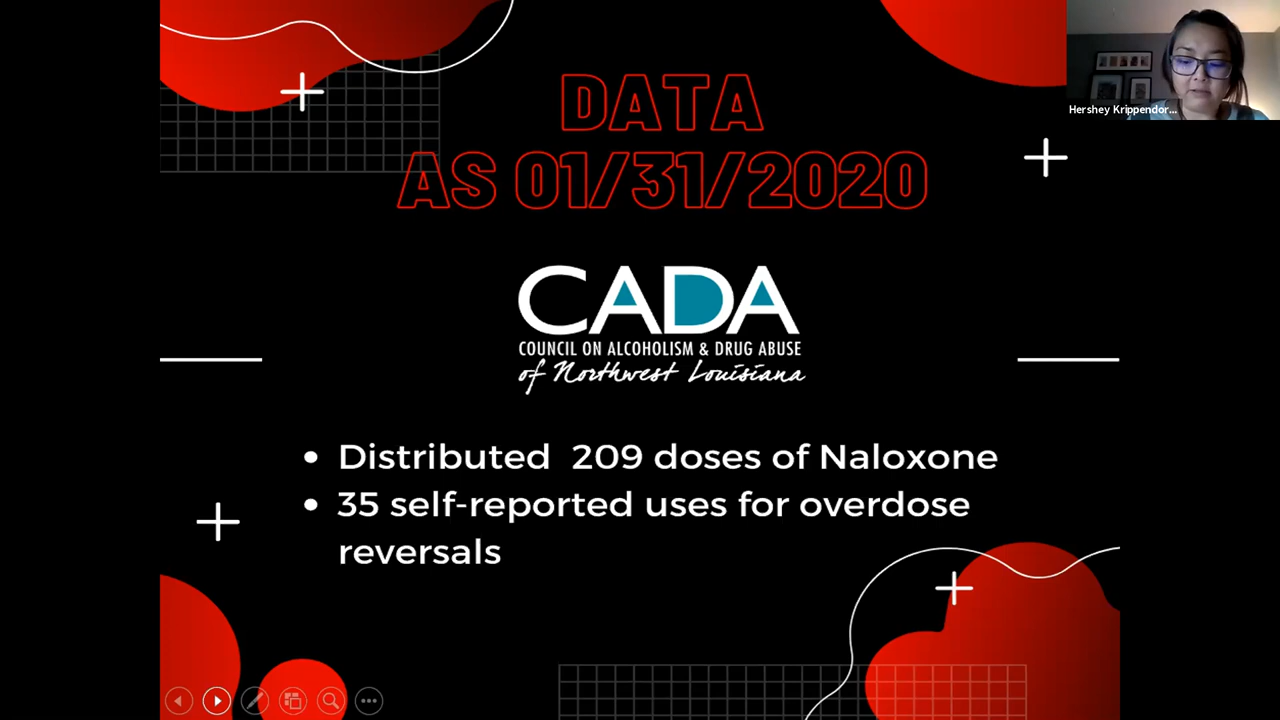 DATA
AS 01/31/2020
Hershey Krippendor...
CADA
COUNCIL ON ALCOHOLISM & DRUG ABUSE
of Northwest Louisiana
• Distributed 209 doses of Naloxone
• 35 self-reported uses for overdose
reversals